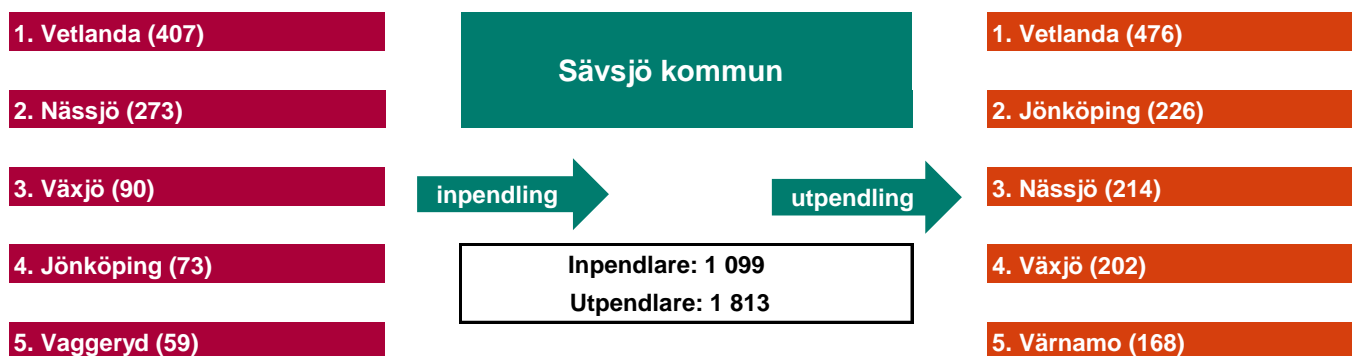 1. Vetlanda (407)
2. Nässjö (273)
3. Växjö (90)
4. Jönköping (73)
5. Vaggeryd (59)
Sävsjö kommun
inpendling
utpendling
Inpendlare: 1 099
Utpendlare: 1 813
1. Vetlanda (476)
2. Jönköping (226)
3. Nässjö (214)
4. Växjö (202)
5. Värnamo (168)